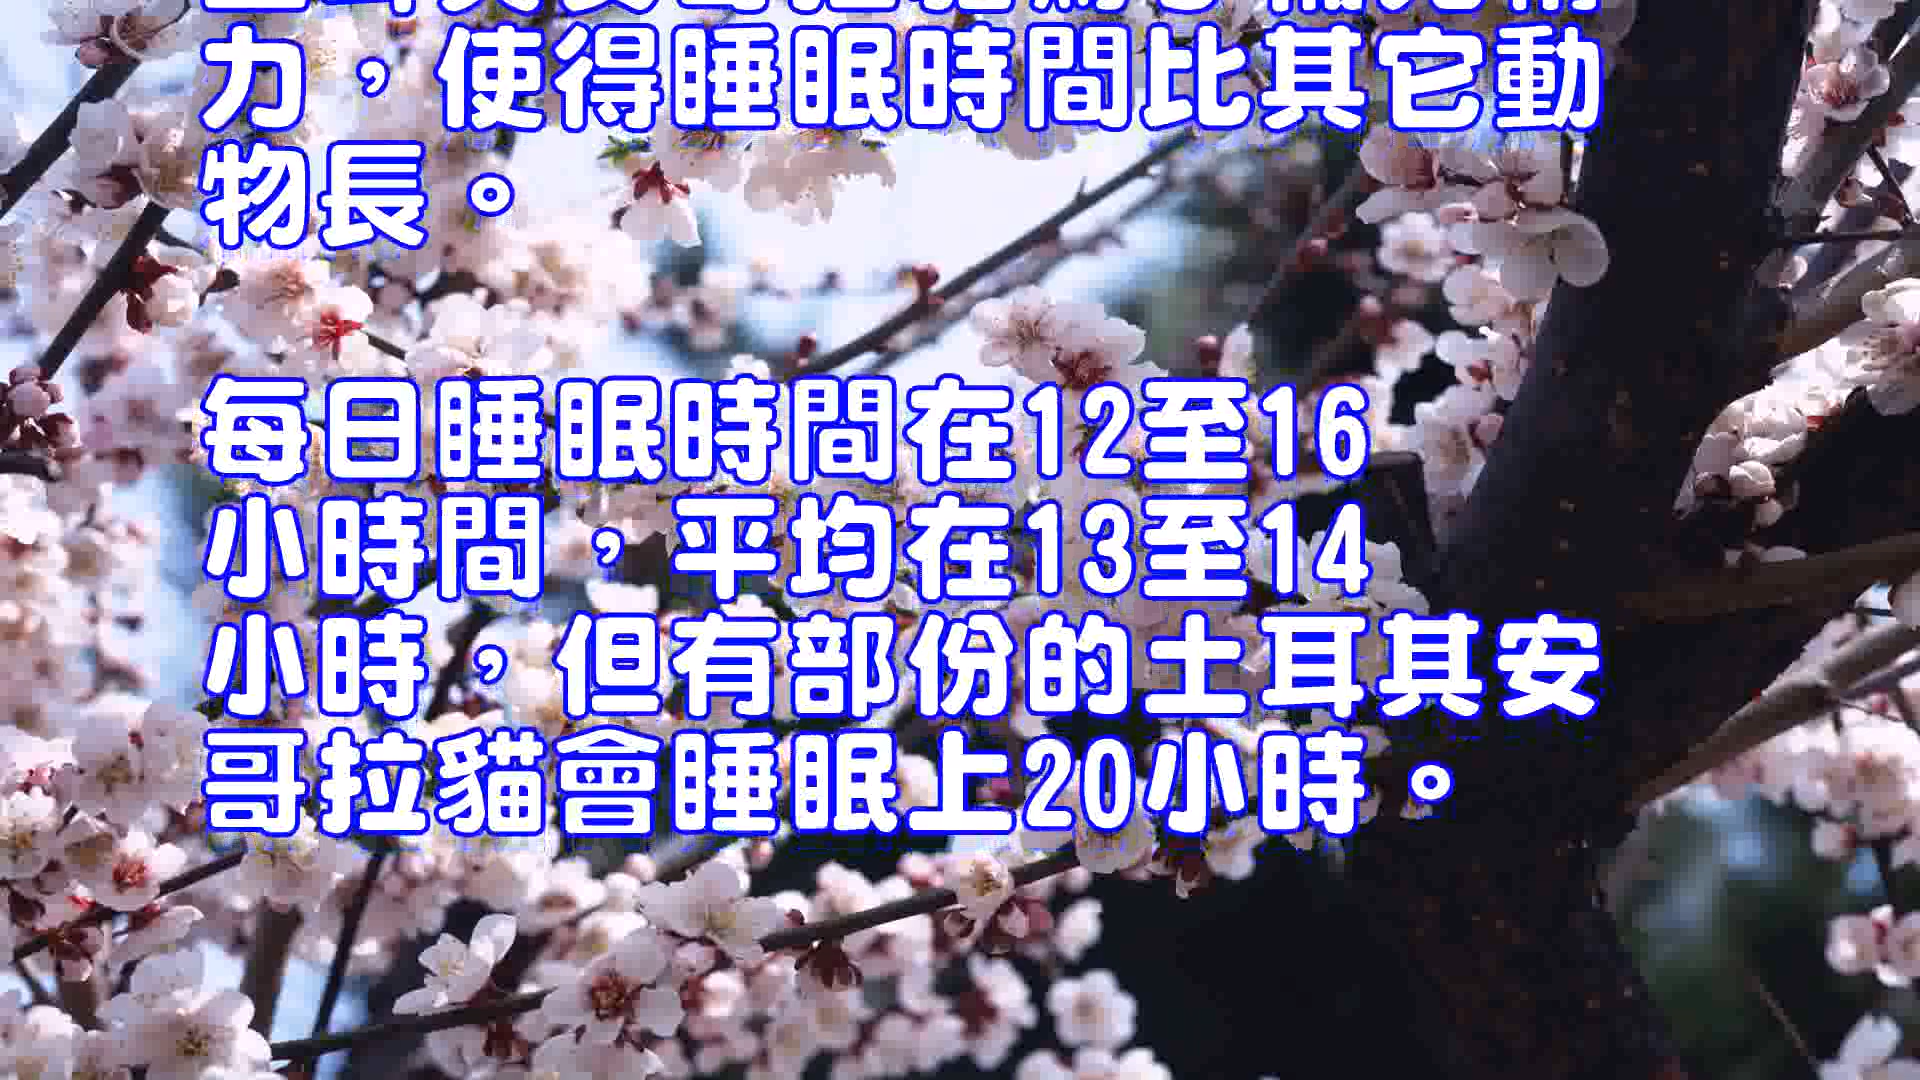 力，使得睡眠時間比其它動
物長。
每日睡眠時間在12至16
小時間，平均在13至14
小時，但有部份的土耳其安
哥拉貓會睡眠上20小時。